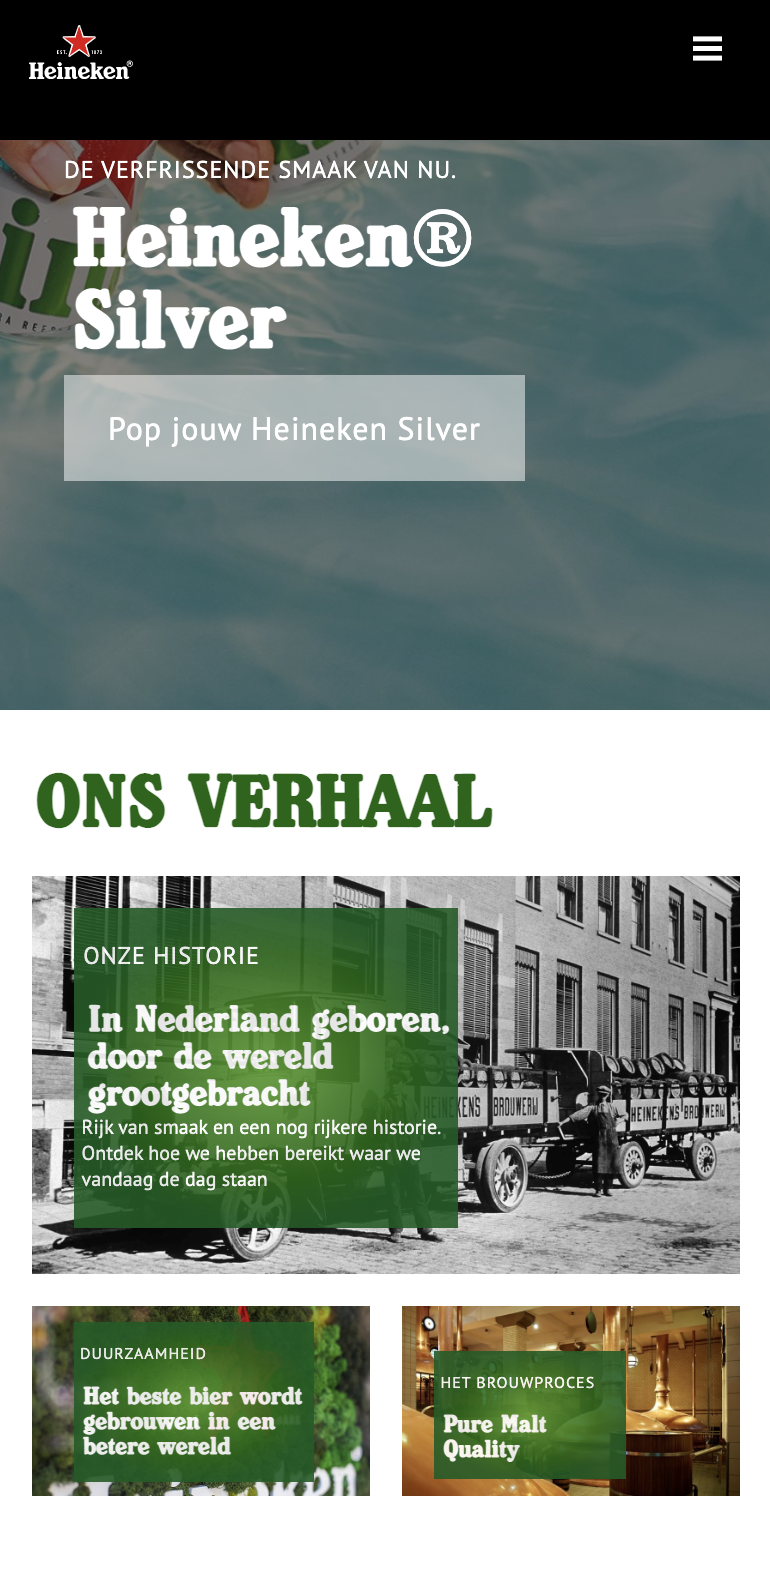 EST. 1873
Heineken®
DE VERFRISSENDE SMAAK VAN NU.
Heineken®
Silver
Pop jouw Heineken Silver
ONS VERHAAL
ONZE HISTORIE
In Nederland geboren,
door de wereld
grootgebracht
Rijk van smaak en een nog rijkere historie.
Ontdek hoe we hebben bereikt waar we
vandaag de dag staan
BROUWERIJ
HEINEKEN'S BROUWERIJ
DUURZAAMHEID
Het beste bier wordt
gebrouwen in een
betere wereld
HET BROUWPROCES
Pure Malt
Quality